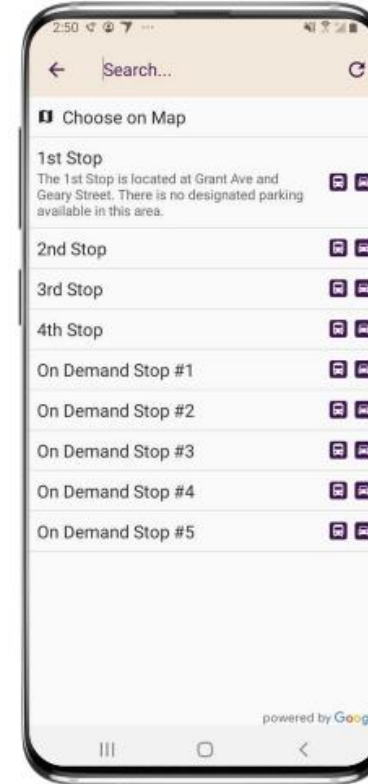 2:50
Search...
Choose on Map
1st Stop
The 1st Stop is located at Grant Ave and
Geary Street. There is no designated parking
available in this area.
2nd Stop
3rd Stop
4th Stop
On Demand Stop #1
On Demand Stop #2
On Demand Stop #3
On Demand Stop #4
On Demand Stop #5
powered by Goog